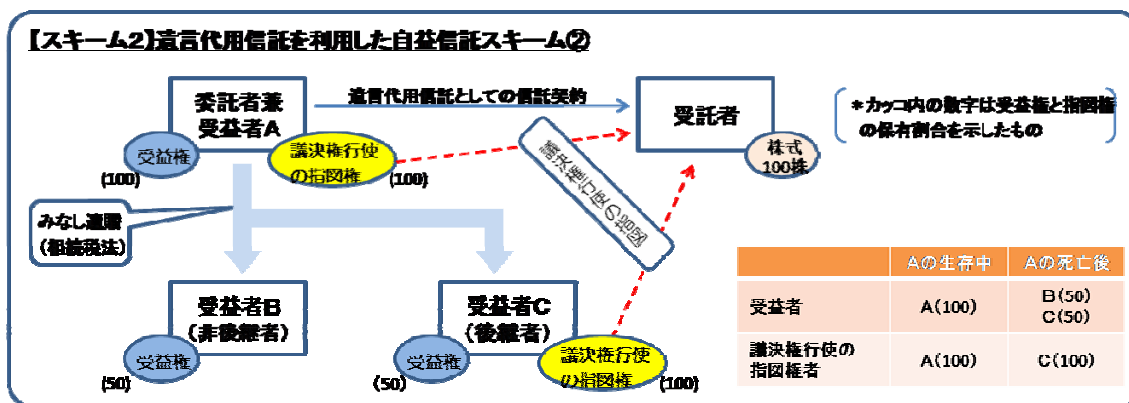 【スキーム2】遺言代用信託を利用した自益信託スキーム②
委託者兼
受益者A
遺言代用信託としての信託契約
受託者
*カッコ内の数字は受益権と指図権
の保有割合を示したもの
受益権
(100)
議決権行使
の指図権
(100)
株式
100株
議決権行使の指図
みなし遺贈
(相続税法)
受益者B
(非後継者)
受益権
(50)
受益者C
(後継者)
受益権
(50)
議決権行使
の指図権
(100)
Aの生存中 Aの死亡後
受益者 A(100) B(50)
C(50)
議決権行使の
指図権者 A(100) C(100)